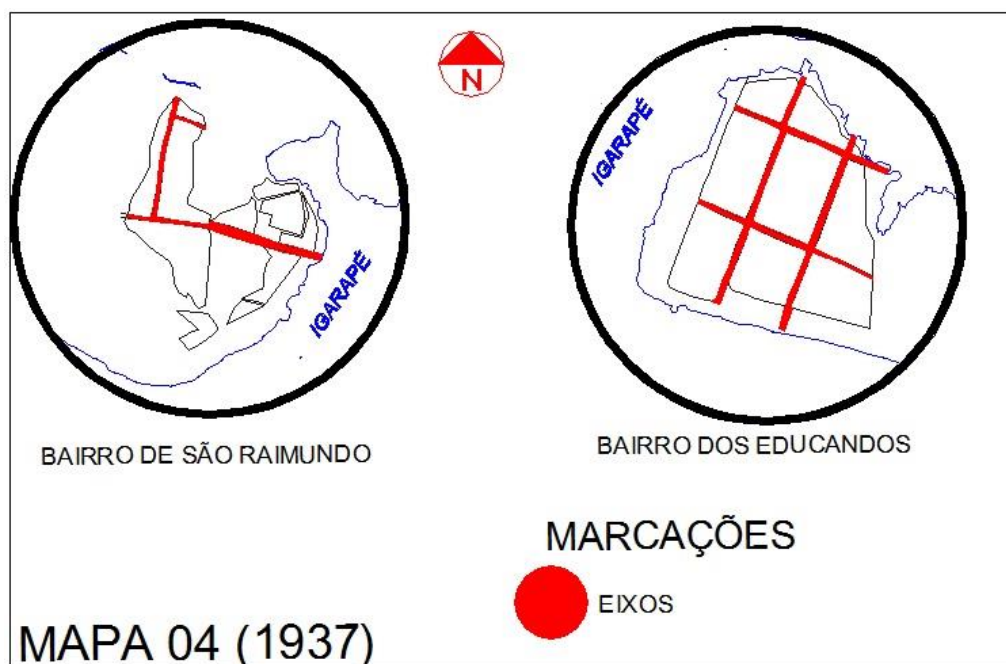 N
IGARAPÉ
IGARAPÉ
BAIRRO DE SÃO RAIMUNDO
BAIRRO DOS EDUCANDOS
MARCAÇÕES
EIXOS
MAPA 04 (1937)